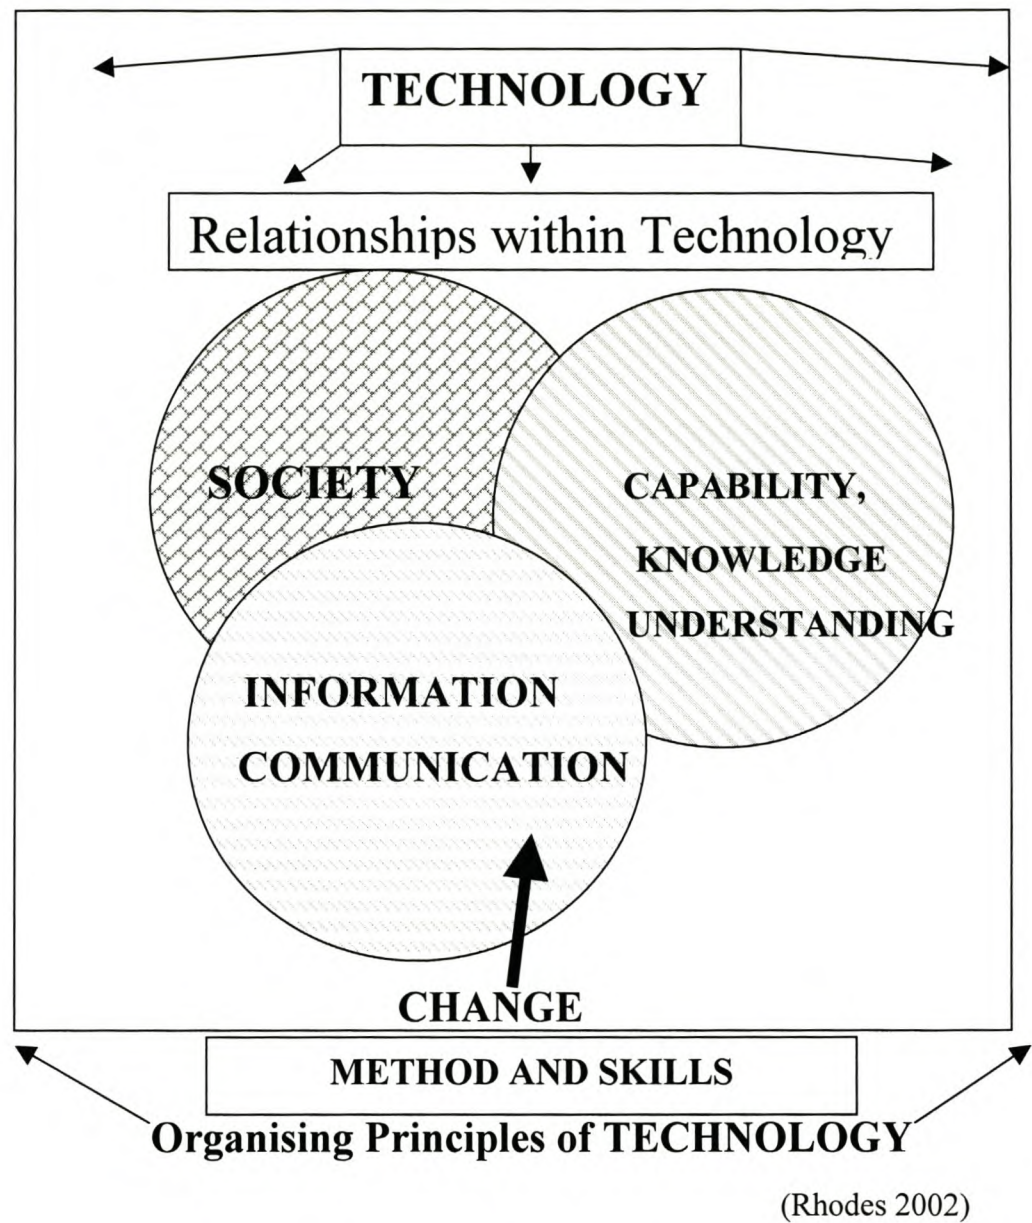 TECHNOLOGY
Relationships within Technology
SOCIETY
CAPABILITY,
KNOWLEDGE
UNDERSTANDING
INFORMATION
COMMUNICATION
CHANGE
METHOD AND SKILLS
Organising Principles of TECHNOLOGY
(Rhodes 2002)